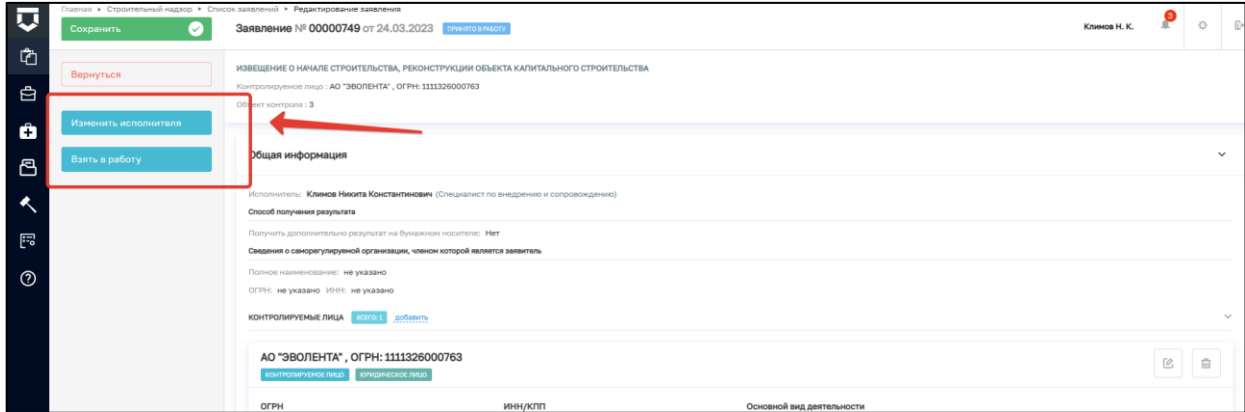 Главная ▸ Строительный надзор ▸ Список заявлений ▸ Редактирование заявления
Сохранить
Заявление № 00000749 от 24.03.2023 ПРИНЯТО В РАБОТУ
Климов Н. К.
3
Вернуться
ИЗВЕЩЕНИЕ О НАЧАЛЕ СТРОИТЕЛЬСТВА, РЕКОНСТРУКЦИИ ОБЪЕКТА КАПИТАЛЬНОГО СТРОИТЕЛЬСТВА
Контролируемое лицо : АО "ЭВОЛЕНТА" , ОГРН: 1111326000763
Объект контроля : 3
Изменить исполнителя
Взять в работу
Общая информация
Исполнитель: Климов Никита Константинович (Специалист по внедрению и сопровождению)
Способ получения результата
Получить дополнительно результат на бумажном носителе: Нет
Сведения о саморегулируемой организации, членом которой является заявитель
Полное наименование: не указано
ОГРН: не указано ИНН: не указано
КОНТРОЛИРУЕМЫЕ ЛИЦА ВСЕГО: 1 добавить
АО "ЭВОЛЕНТА" , ОГРН: 1111326000763
КОНТРОЛИРУЕМОЕ ЛИЦО ЮРИДИЧЕСКОЕ ЛИЦО
ОГРН ИНН/КПП Основной вид деятельности